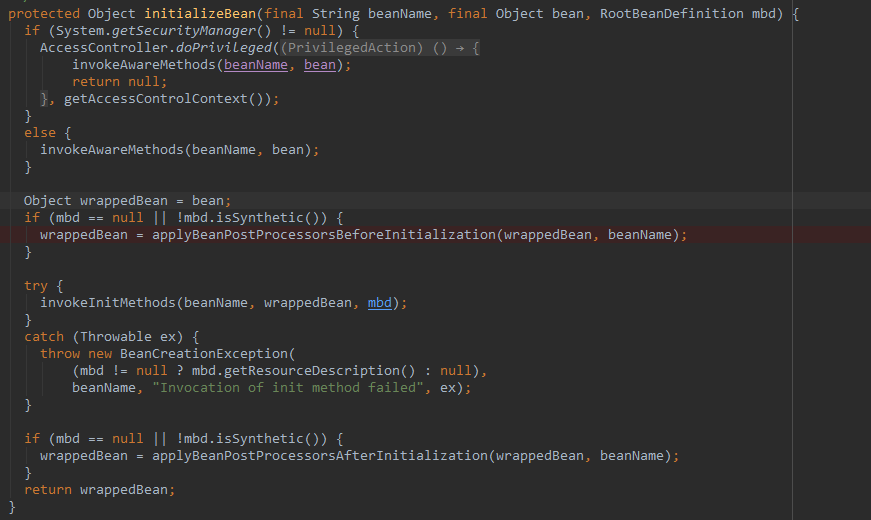 protected Object initializeBean(final String beanName, final Object bean, RootBeanDefinition mbd) {
if (System.getSecurityManager() != null) {
AccessController.doPrivileged((PrivilegedAction) () → {
invokeAwareMethods(beanName, bean);
return null;
}, getAccessControlContext());
}
else {
invokeAwareMethods(beanName, bean);
}
Object wrappedBean = bean;
if (mbd == null || !mbd.isSynthetic()) {
wrappedBean = applyBeanPostProcessorsBeforeInitialization(wrappedBean, beanName);
}
try {
invokeInitMethods(beanName, wrappedBean, mbd);
}
catch (Throwable ex) {
throw new BeanCreationException(
(mbd != null ? mbd.getResourceDescription() : null),
beanName, "Invocation of init method failed", ex);
}
if (mbd == null || !mbd.isSynthetic()) {
wrappedBean = applyBeanPostProcessorsAfterInitialization(wrappedBean, beanName);
}
return wrappedBean;
}